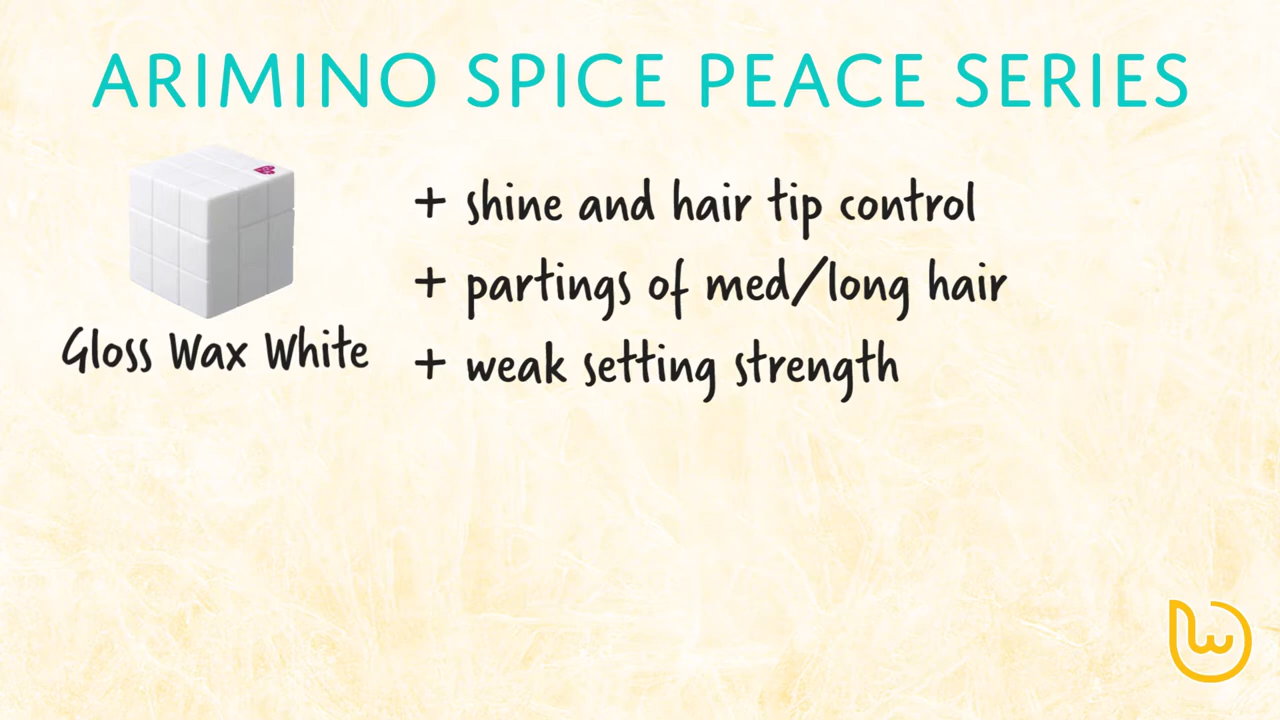 ARIMINO SPICE PEACE SERIES
+ shine and hair tip control
+ partings of med/long hair
+ weak setting strength
Gloss Wax White